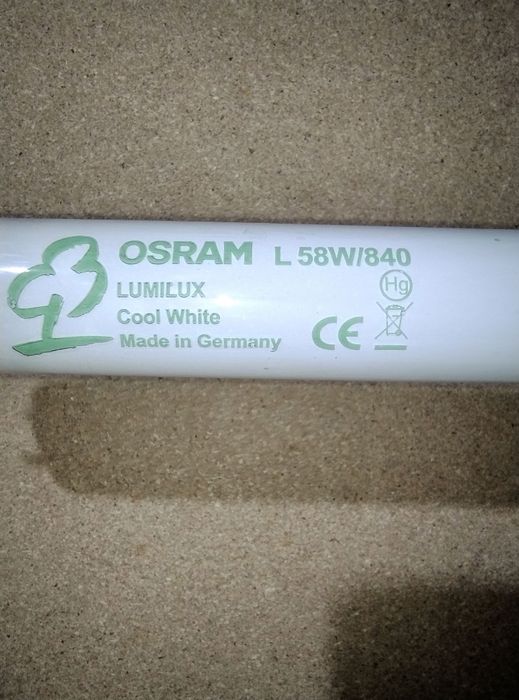 OSRAM L 58W/840
LUMILUX
Hg
Cool White
Made in Germany
CE